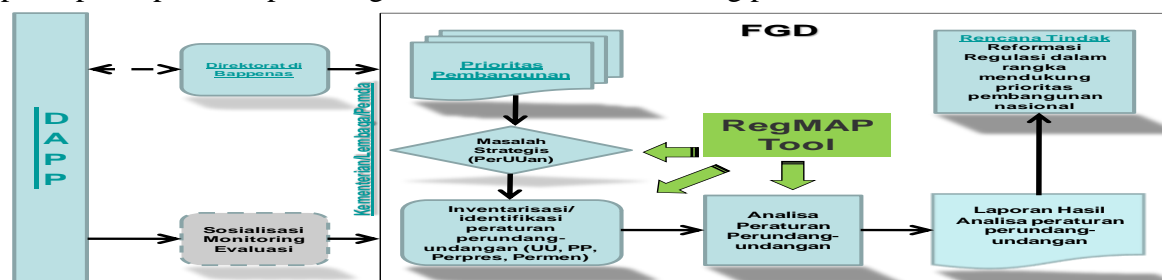 D
A
P
P
Direktorat di
Bappenas
Sosialisasi
Monitoring
Evaluasi
Kementerian/Lembaga/Pemda
FGD
Prioritas
Pembangunan
Masalah
Strategis
(PerUUan)
Inventarisasi/
identifikasi
peraturan
perundang-
undangan (UU, PP,
Perpres, Permen)
RegMAP
Tool
Analisa
Peraturan
Perundang-
undangan
Rencana Tindak
Reformasi
Regulasi dalam
rangka
mendukung
prioritas
pembangunan
nasional
Laporan Hasil
Analisa peraturan
perundang-
undangan